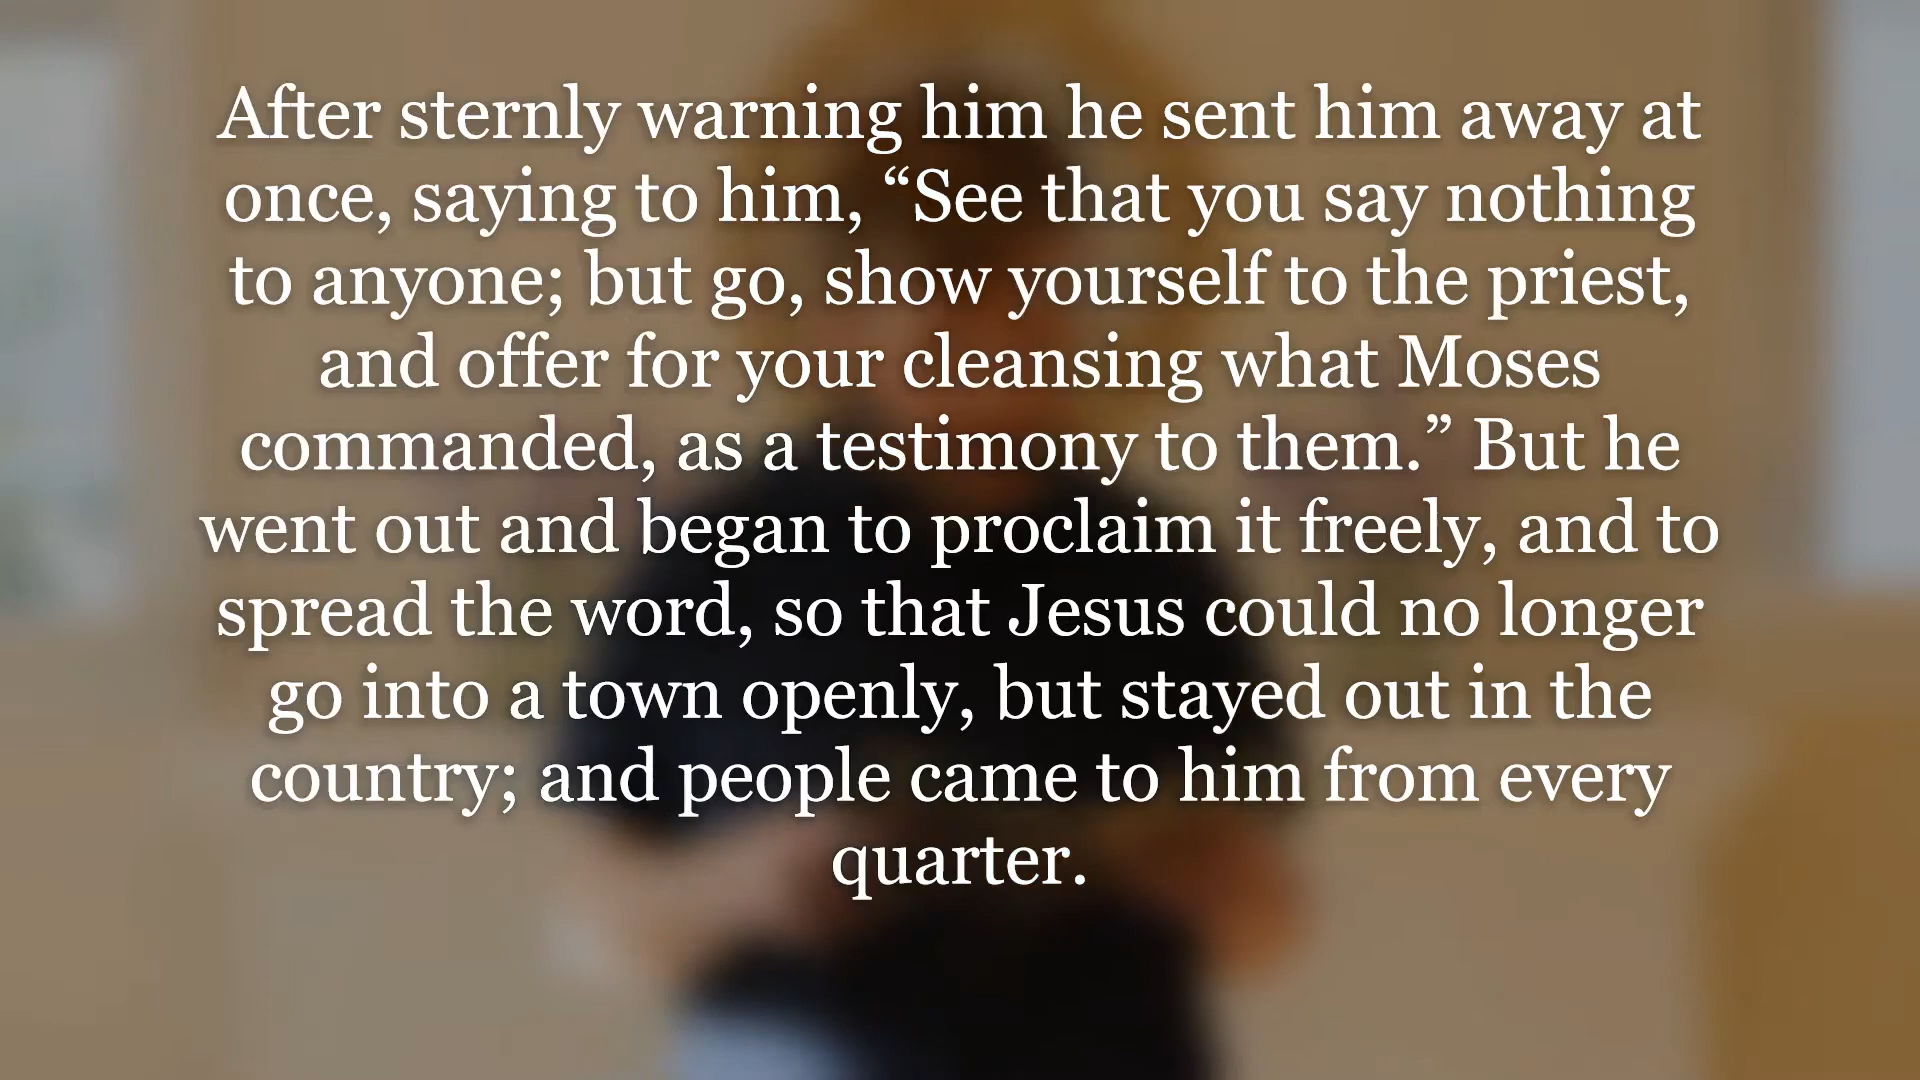 After sternly warning him he sent him away at
once, saying to him, “See that you say nothing
to anyone; but go, show yourself to the priest,
and offer for your cleansing what Moses
commanded, as a testimony to them.” But he
went out and began to proclaim it freely, and to
spread the word, so that Jesus could no longer
go into a town openly, but stayed out in the
country; and people came to him from every
quarter.